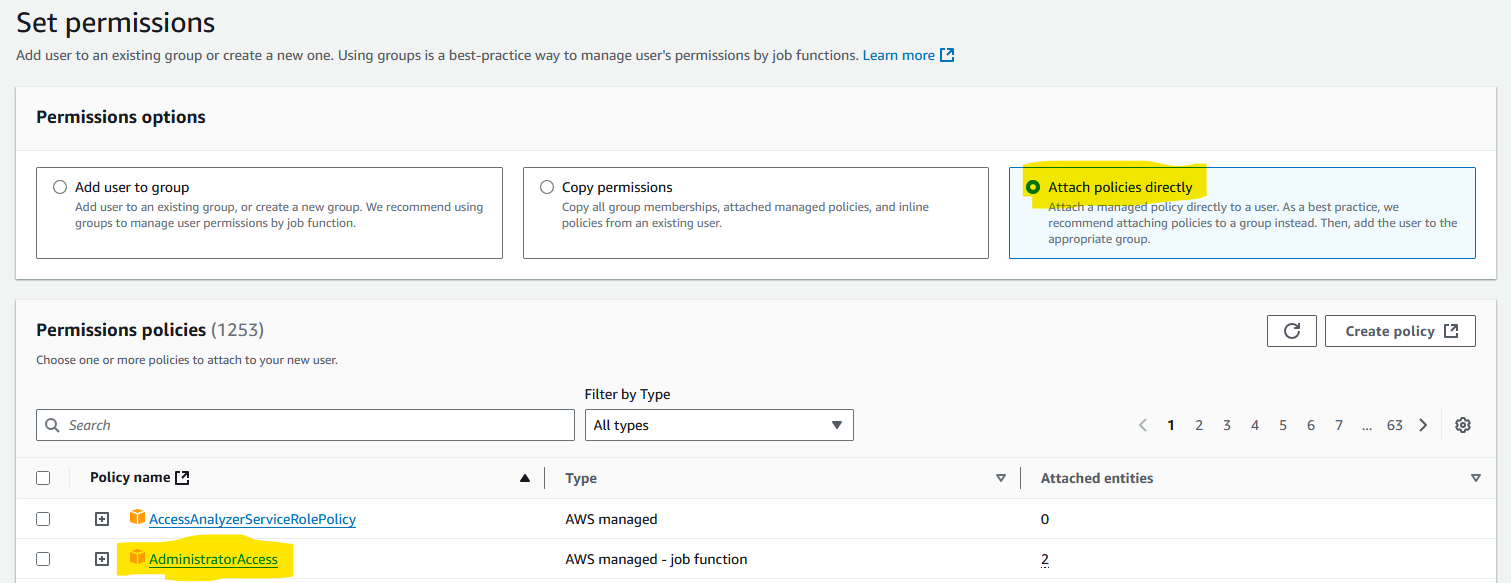 Set permissions
Add user to an existing group or create a new one. Using groups is a best-practice way to manage user's permissions by job functions. Learn more
Permissions options
Add user to group
Add user to an existing group, or create a new group. We recommend using
groups to manage user permissions by job function.
Copy permissions
Copy all group memberships, attached managed policies, and inline
policies from an existing user.
Attach policies directly
Attach a managed policy directly to a user. As a best practice, we
recommend attaching policies to a group instead. Then, add the user to the
appropriate group.
Permissions policies (1253)
Create policy
Choose one or more policies to attach to your new user.
Filter by Type
Search
All types
1 2 3 4 5 6 7 ... 63
Policy name Type Attached entities
AccessAnalyzerServiceRolePolicy AWS managed 0
AdministratorAccess AWS managed - job function 2